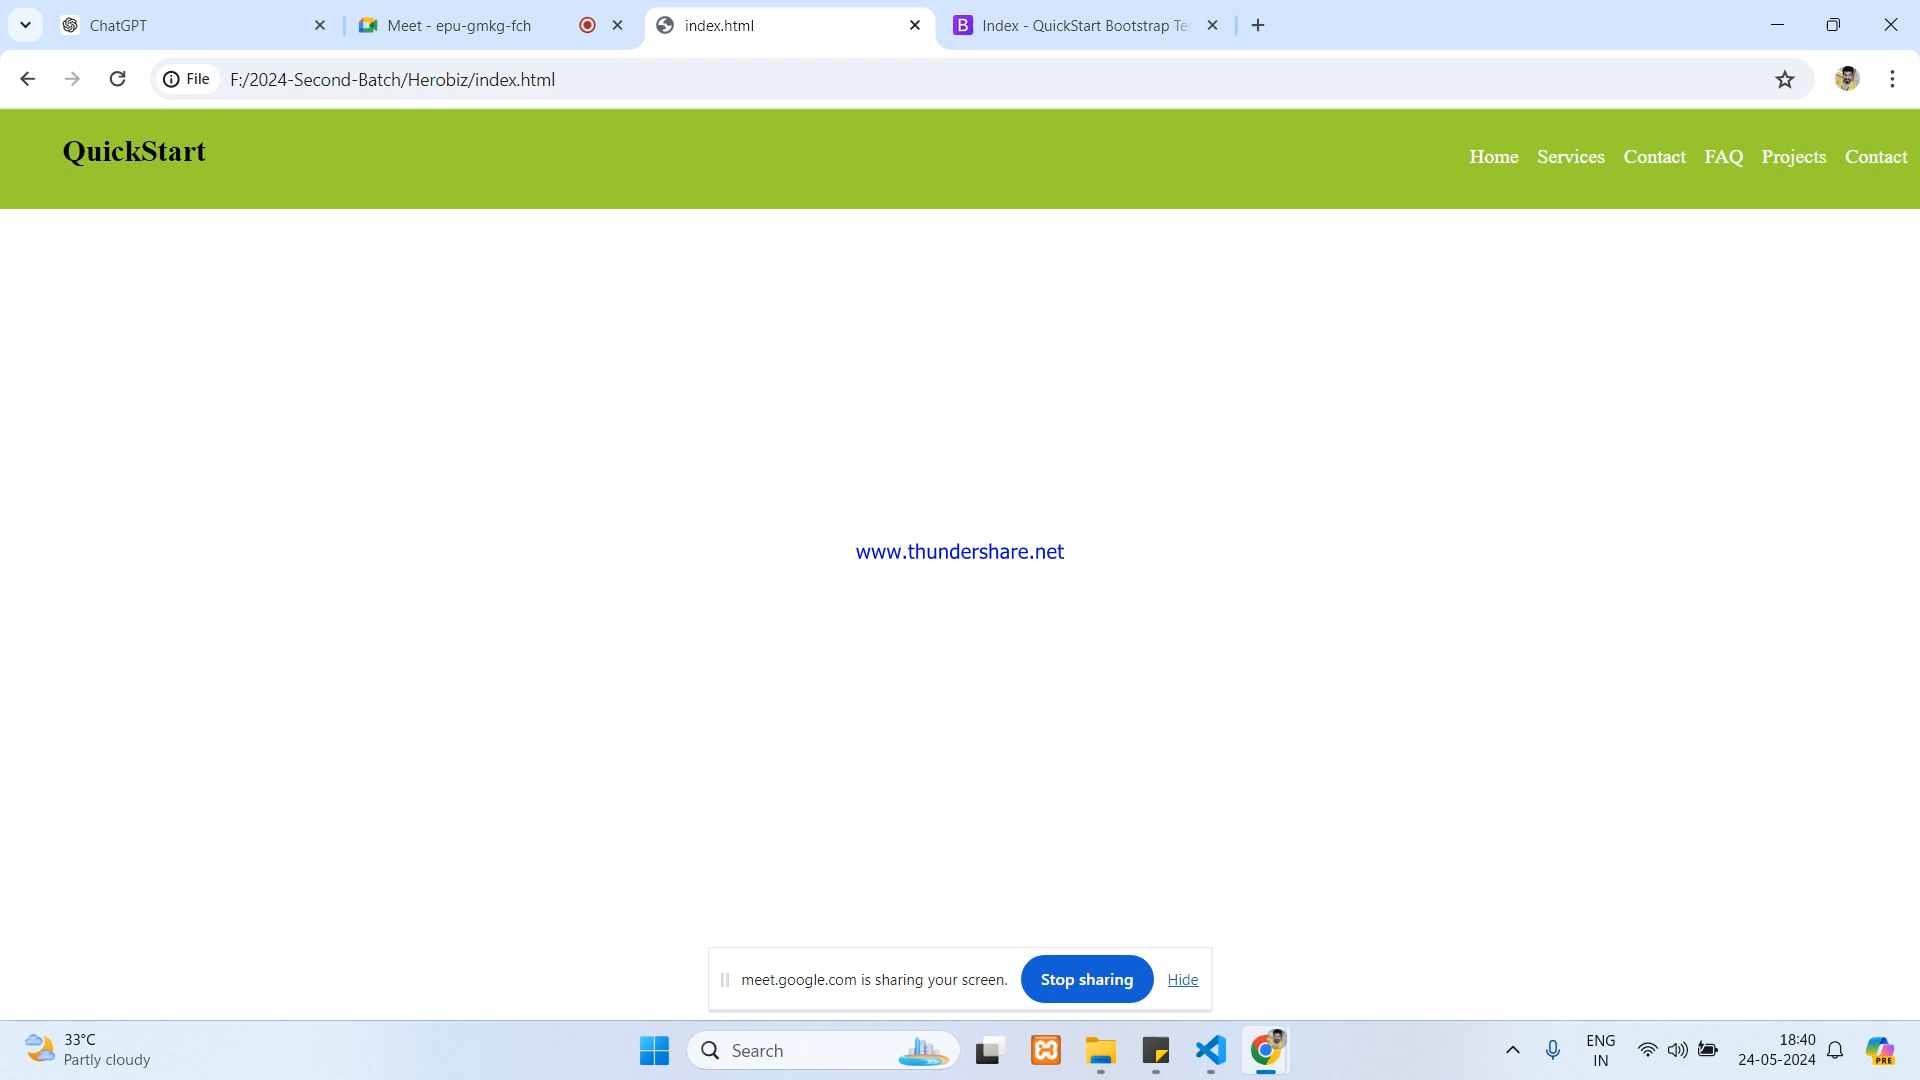 ChatGPT
Meet - epu-gmkg-fch
index.html
Index - QuickStart Bootstrap Te
File
F:/2024-Second-Batch/Herobiz/index.html
QuickStart
Home Services Contact FAQ Projects Contact
www.thundershare.net
meet.google.com is sharing your screen.
Stop sharing
Hide
33°C
Partly cloudy
Search
ENG
IN
18:40
24-05-2024
PRE